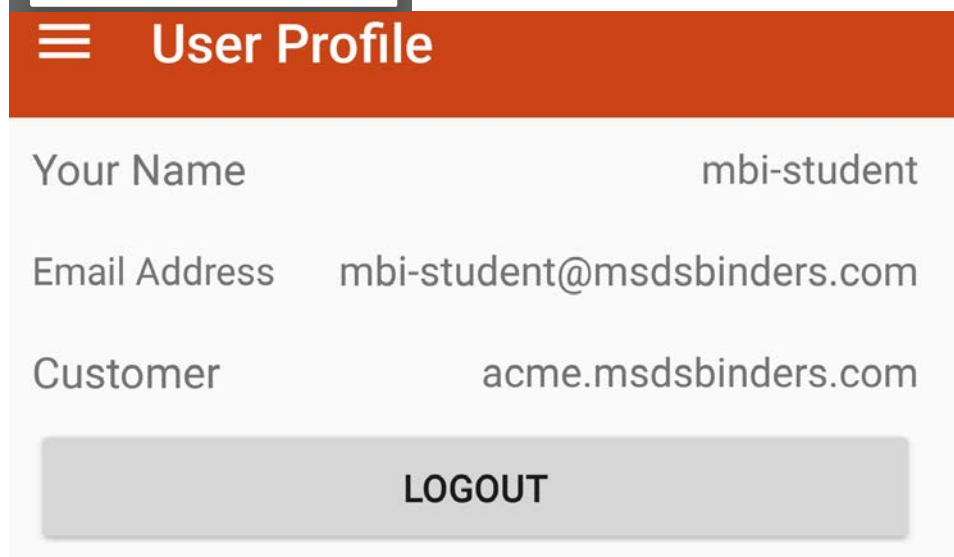 User Profile
Your Name mbi-student
Email Address mbi-student@msdsbinders.com
Customer acme.msdsbinders.com
LOGOUT